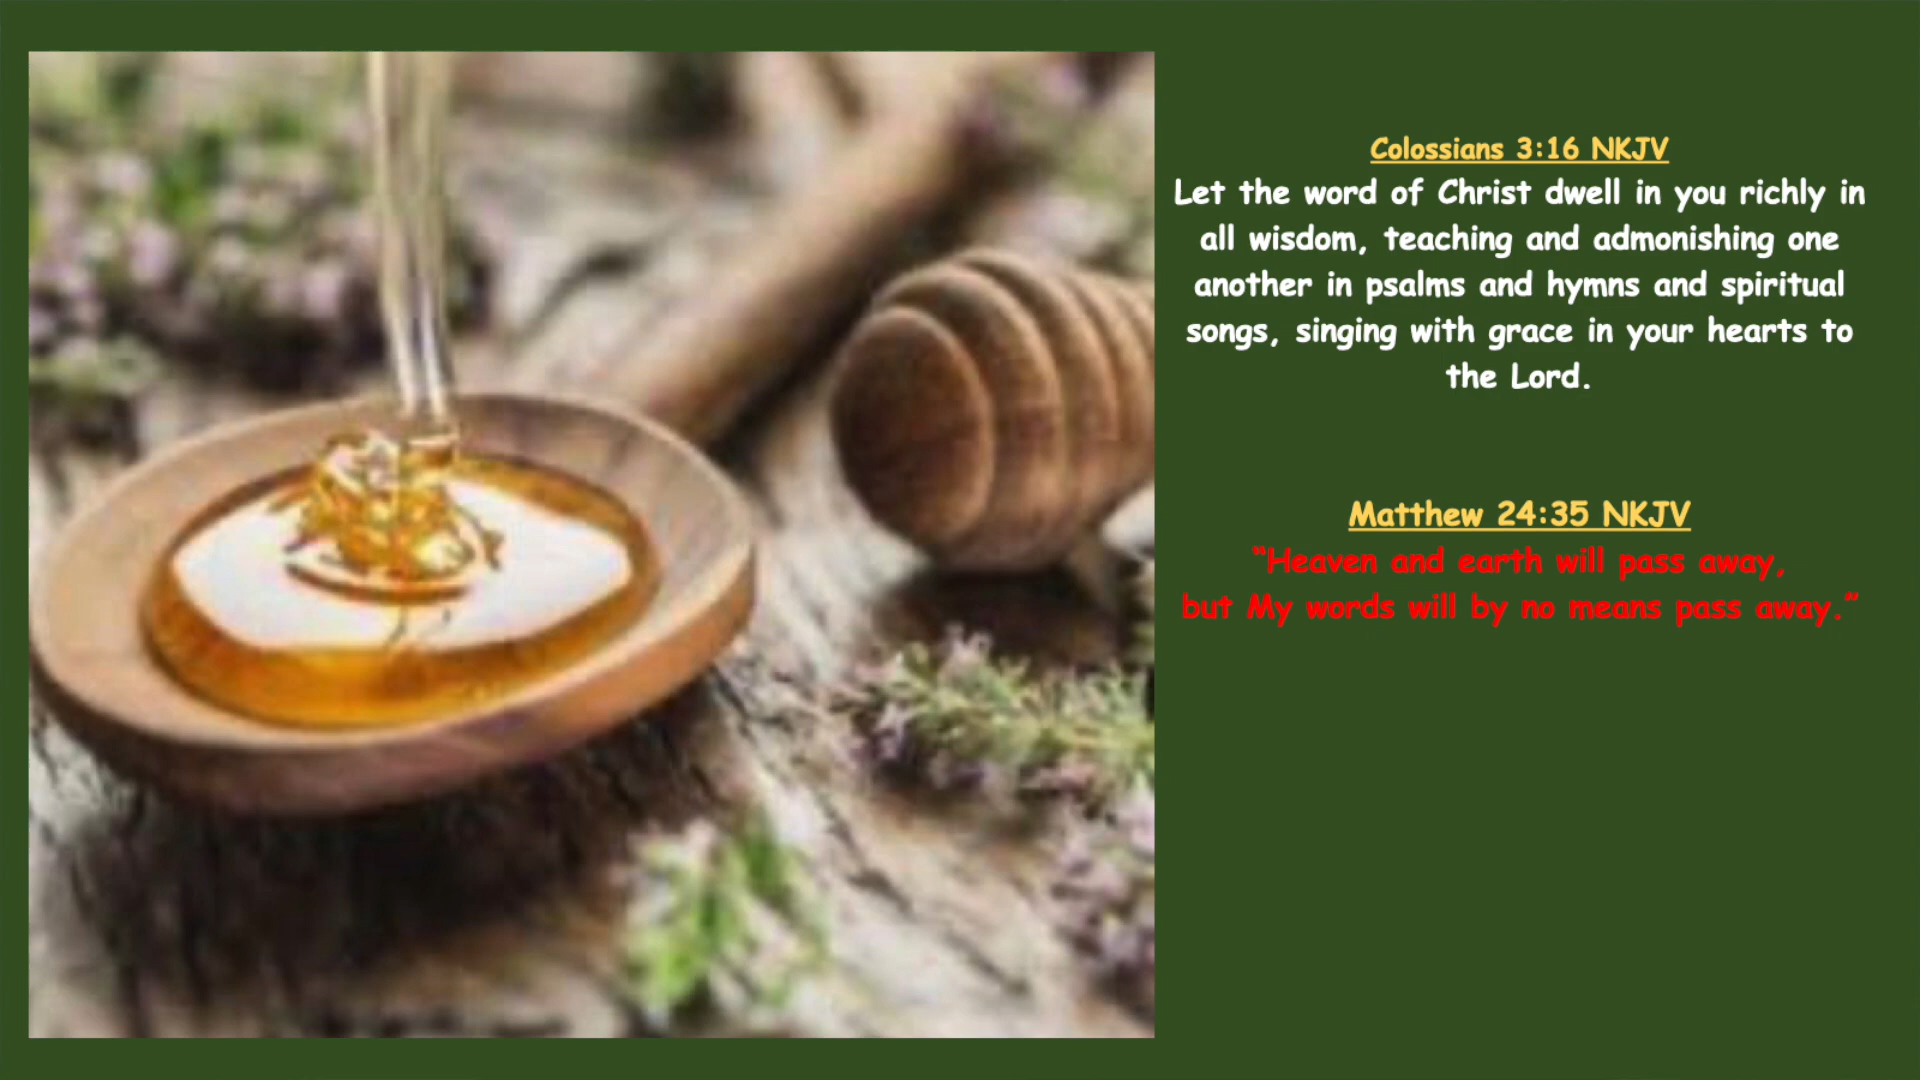 Colossians 3:16 NKJV
Let the word of Christ dwell in you richly in
all wisdom, teaching and admonishing one
another in psalms and hymns and spiritual
songs, singing with grace in your hearts to
the Lord.
Matthew 24:35 NKJV
“Heaven and earth will pass away,
but My words will by no means pass away.”